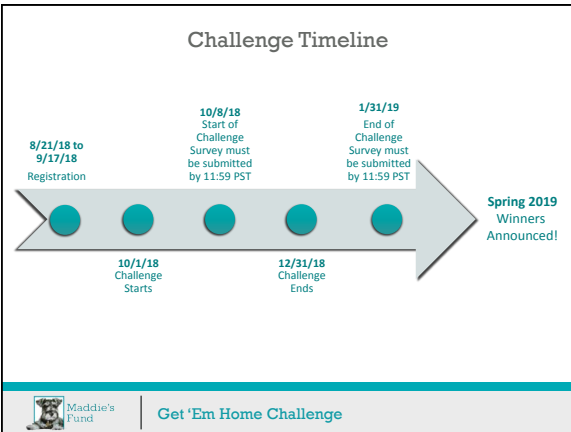 Challenge Timeline
8/21/18 to
9/17/18
Registration
10/1/18
Challenge
Starts
10/8/18
Start of
Challenge
Survey must
be submitted
by 11:59 PST
12/31/18
Challenge
Ends
1/31/19
End of
Challenge
Survey must
be submitted
by 11:59 PST
Spring 2019
Winners
Announced!
Maddie's
Fund
Get ‘Em Home Challenge